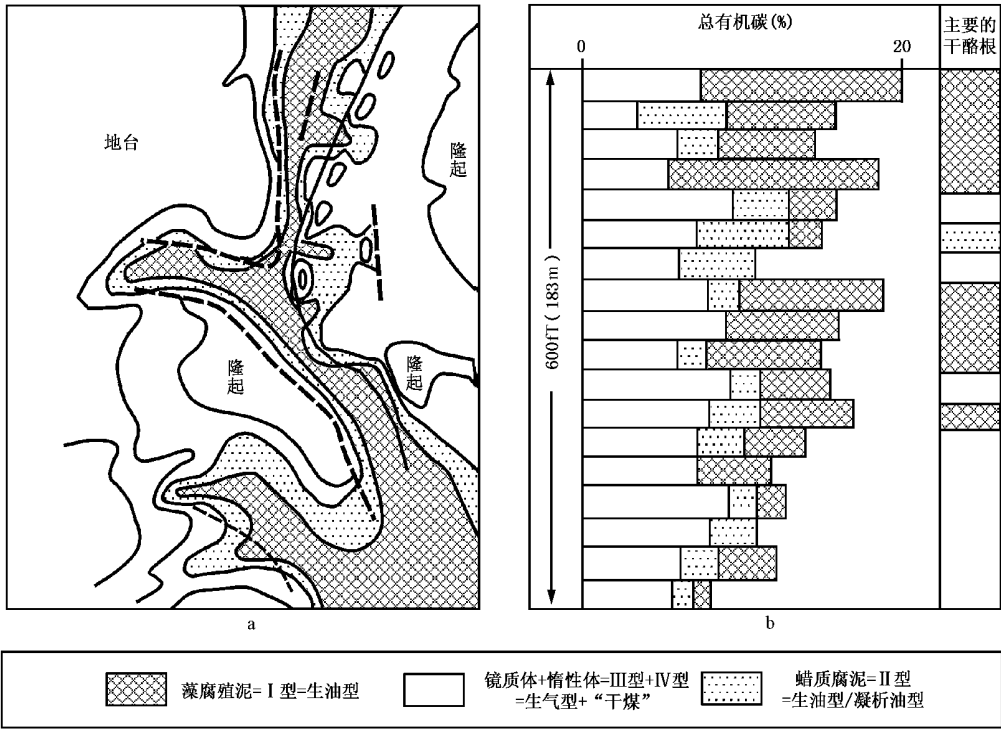 地台
隆起
隆起
隆起
a
总有机碳(%)
0
20
主要的
干酪根
600fT(183m)
b
藻腐殖泥=Ⅰ型=生油型
镜质体+惰性体=Ⅲ型+Ⅳ型
=生气型+“干煤”
蜡质腐泥=Ⅱ型
=生油型/凝析油型